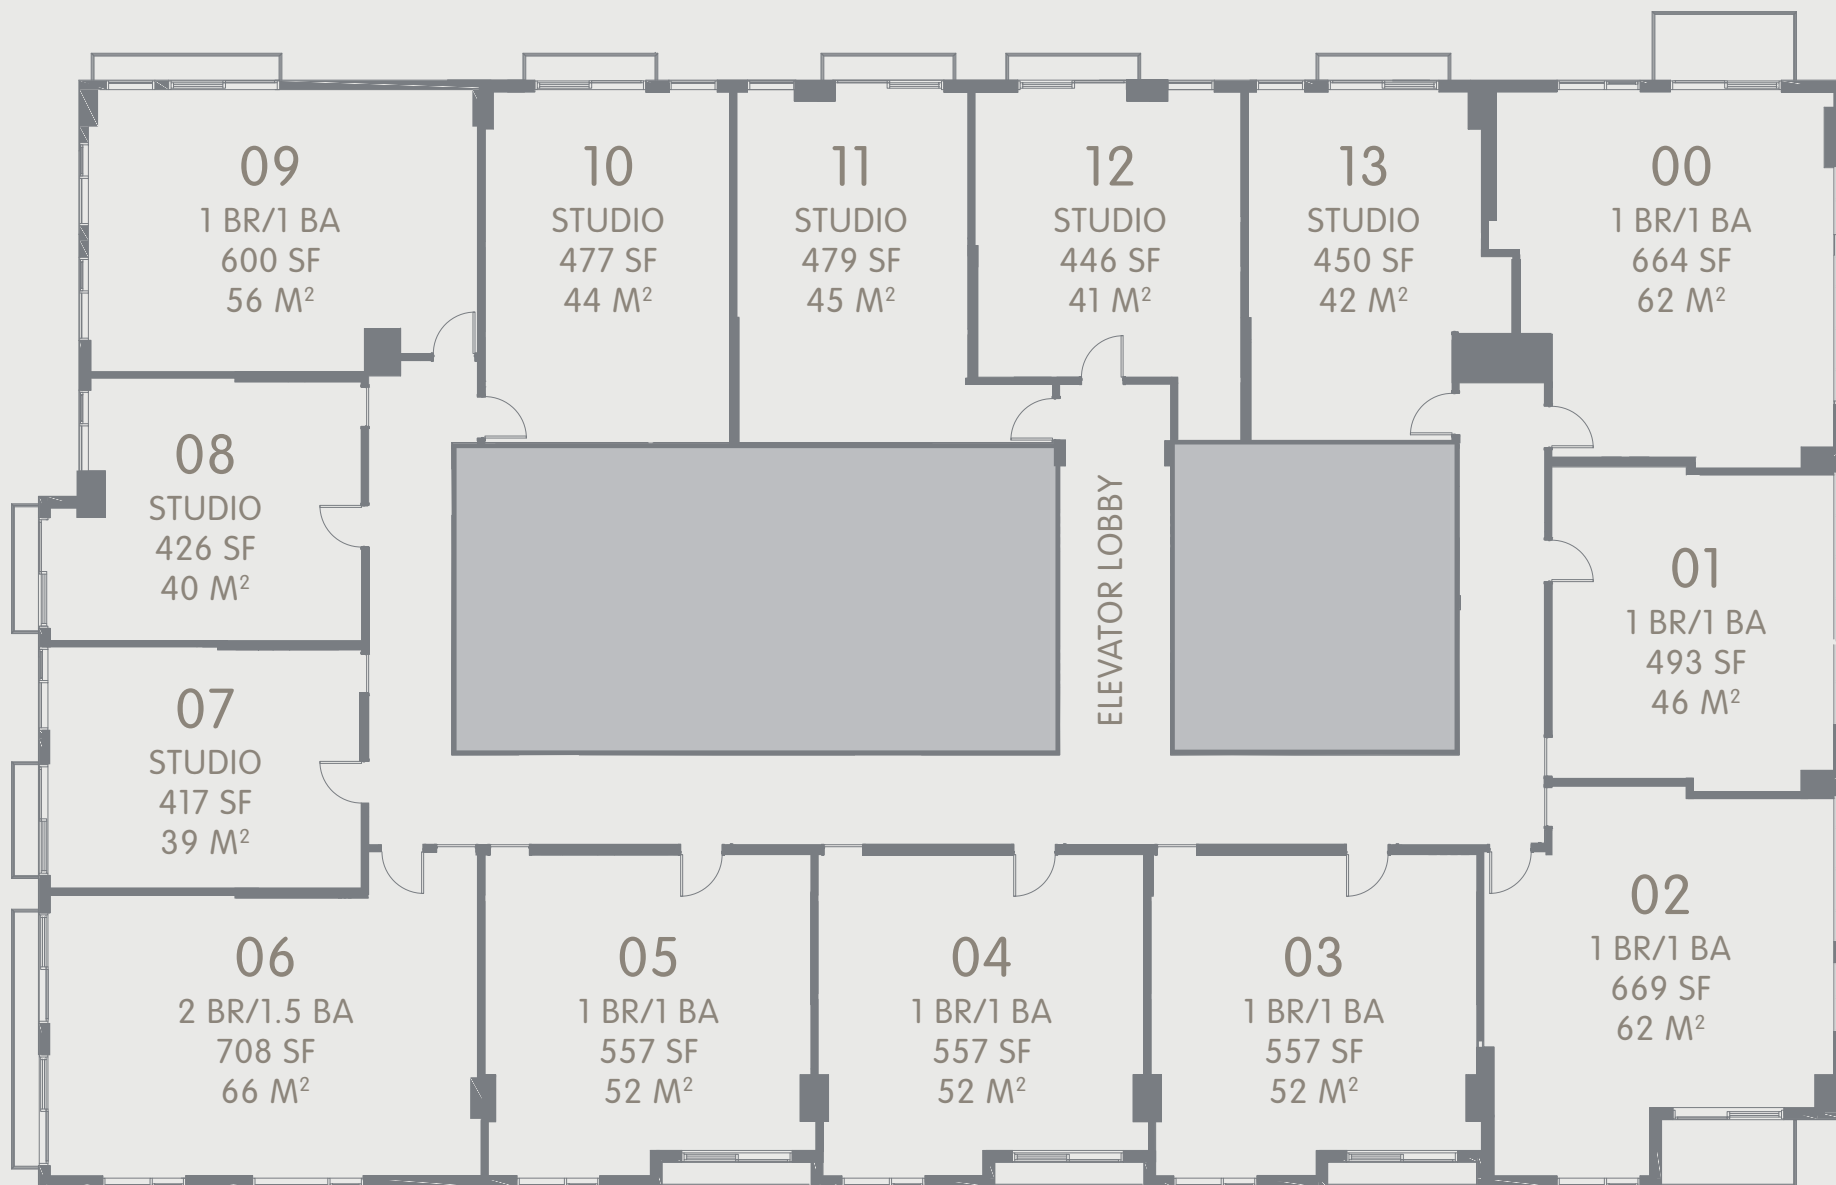 09
1 BR/1 BA
600 SF
56 M²
10
STUDIO
477 SF
44 M²
11
STUDIO
479 SF
45 M²
12
STUDIO
446 SF
41 M²
13
STUDIO
450 SF
42 M²
00
1 BR/1 BA
664 SF
62 M²
08
STUDIO
426 SF
40 M²
ELEVATOR LOBBY
01
1 BR/1 BA
493 SF
46 M²
07
STUDIO
417 SF
39 M²
06
2 BR/1.5 BA
708 SF
66 M²
05
1 BR/1 BA
557 SF
52 M²
04
1 BR/1 BA
557 SF
52 M²
03
1 BR/1 BA
557 SF
52 M²
02
1 BR/1 BA
669 SF
62 M²